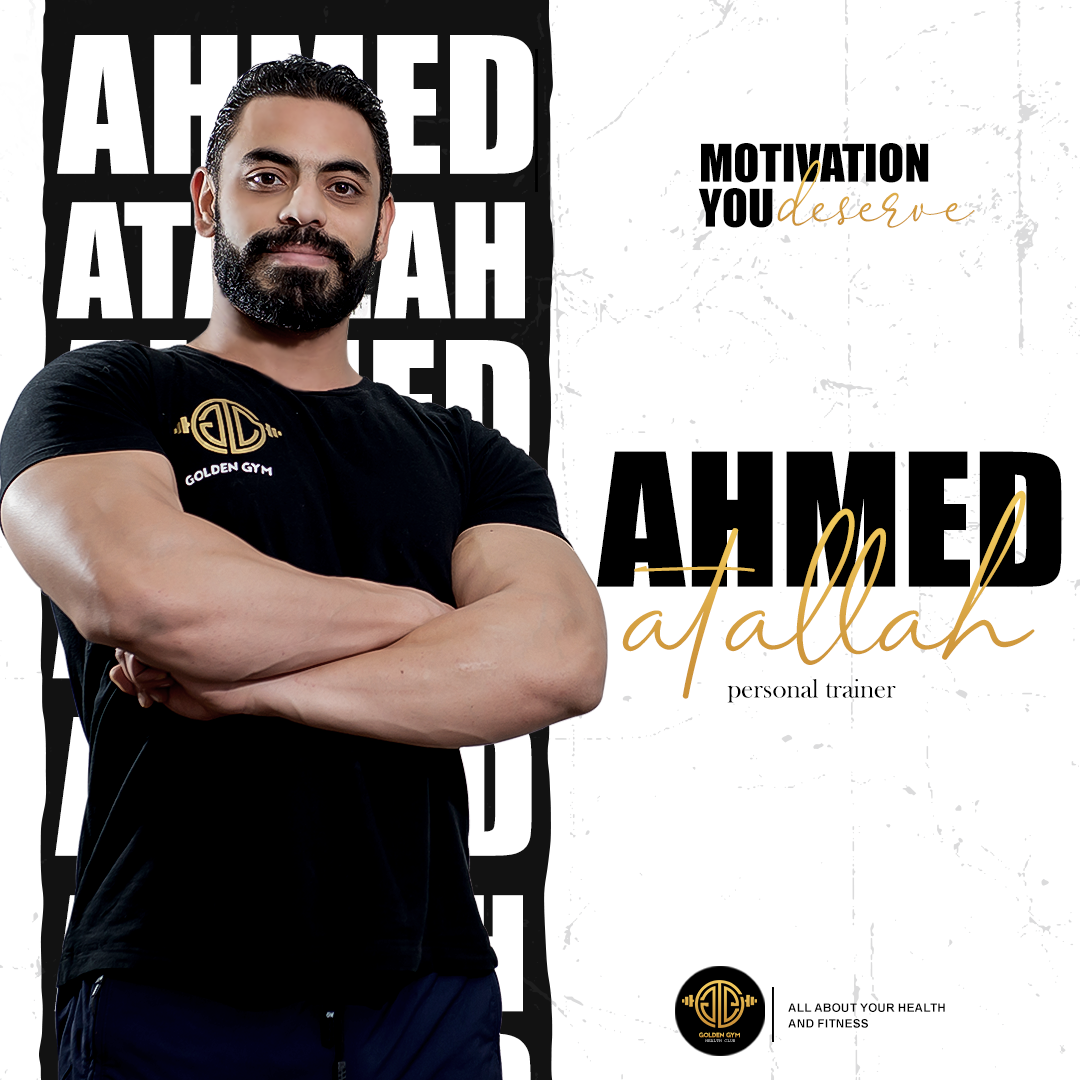 AHMED
ATALLAH
AHMED
GOLDEN GYM
MOTIVATION
YOU deserve
AHMED
atallah
personal trainer
GOLDEN GYM
HEALTH CLUB
ALL ABOUT YOUR HEALTH
AND FITNESS